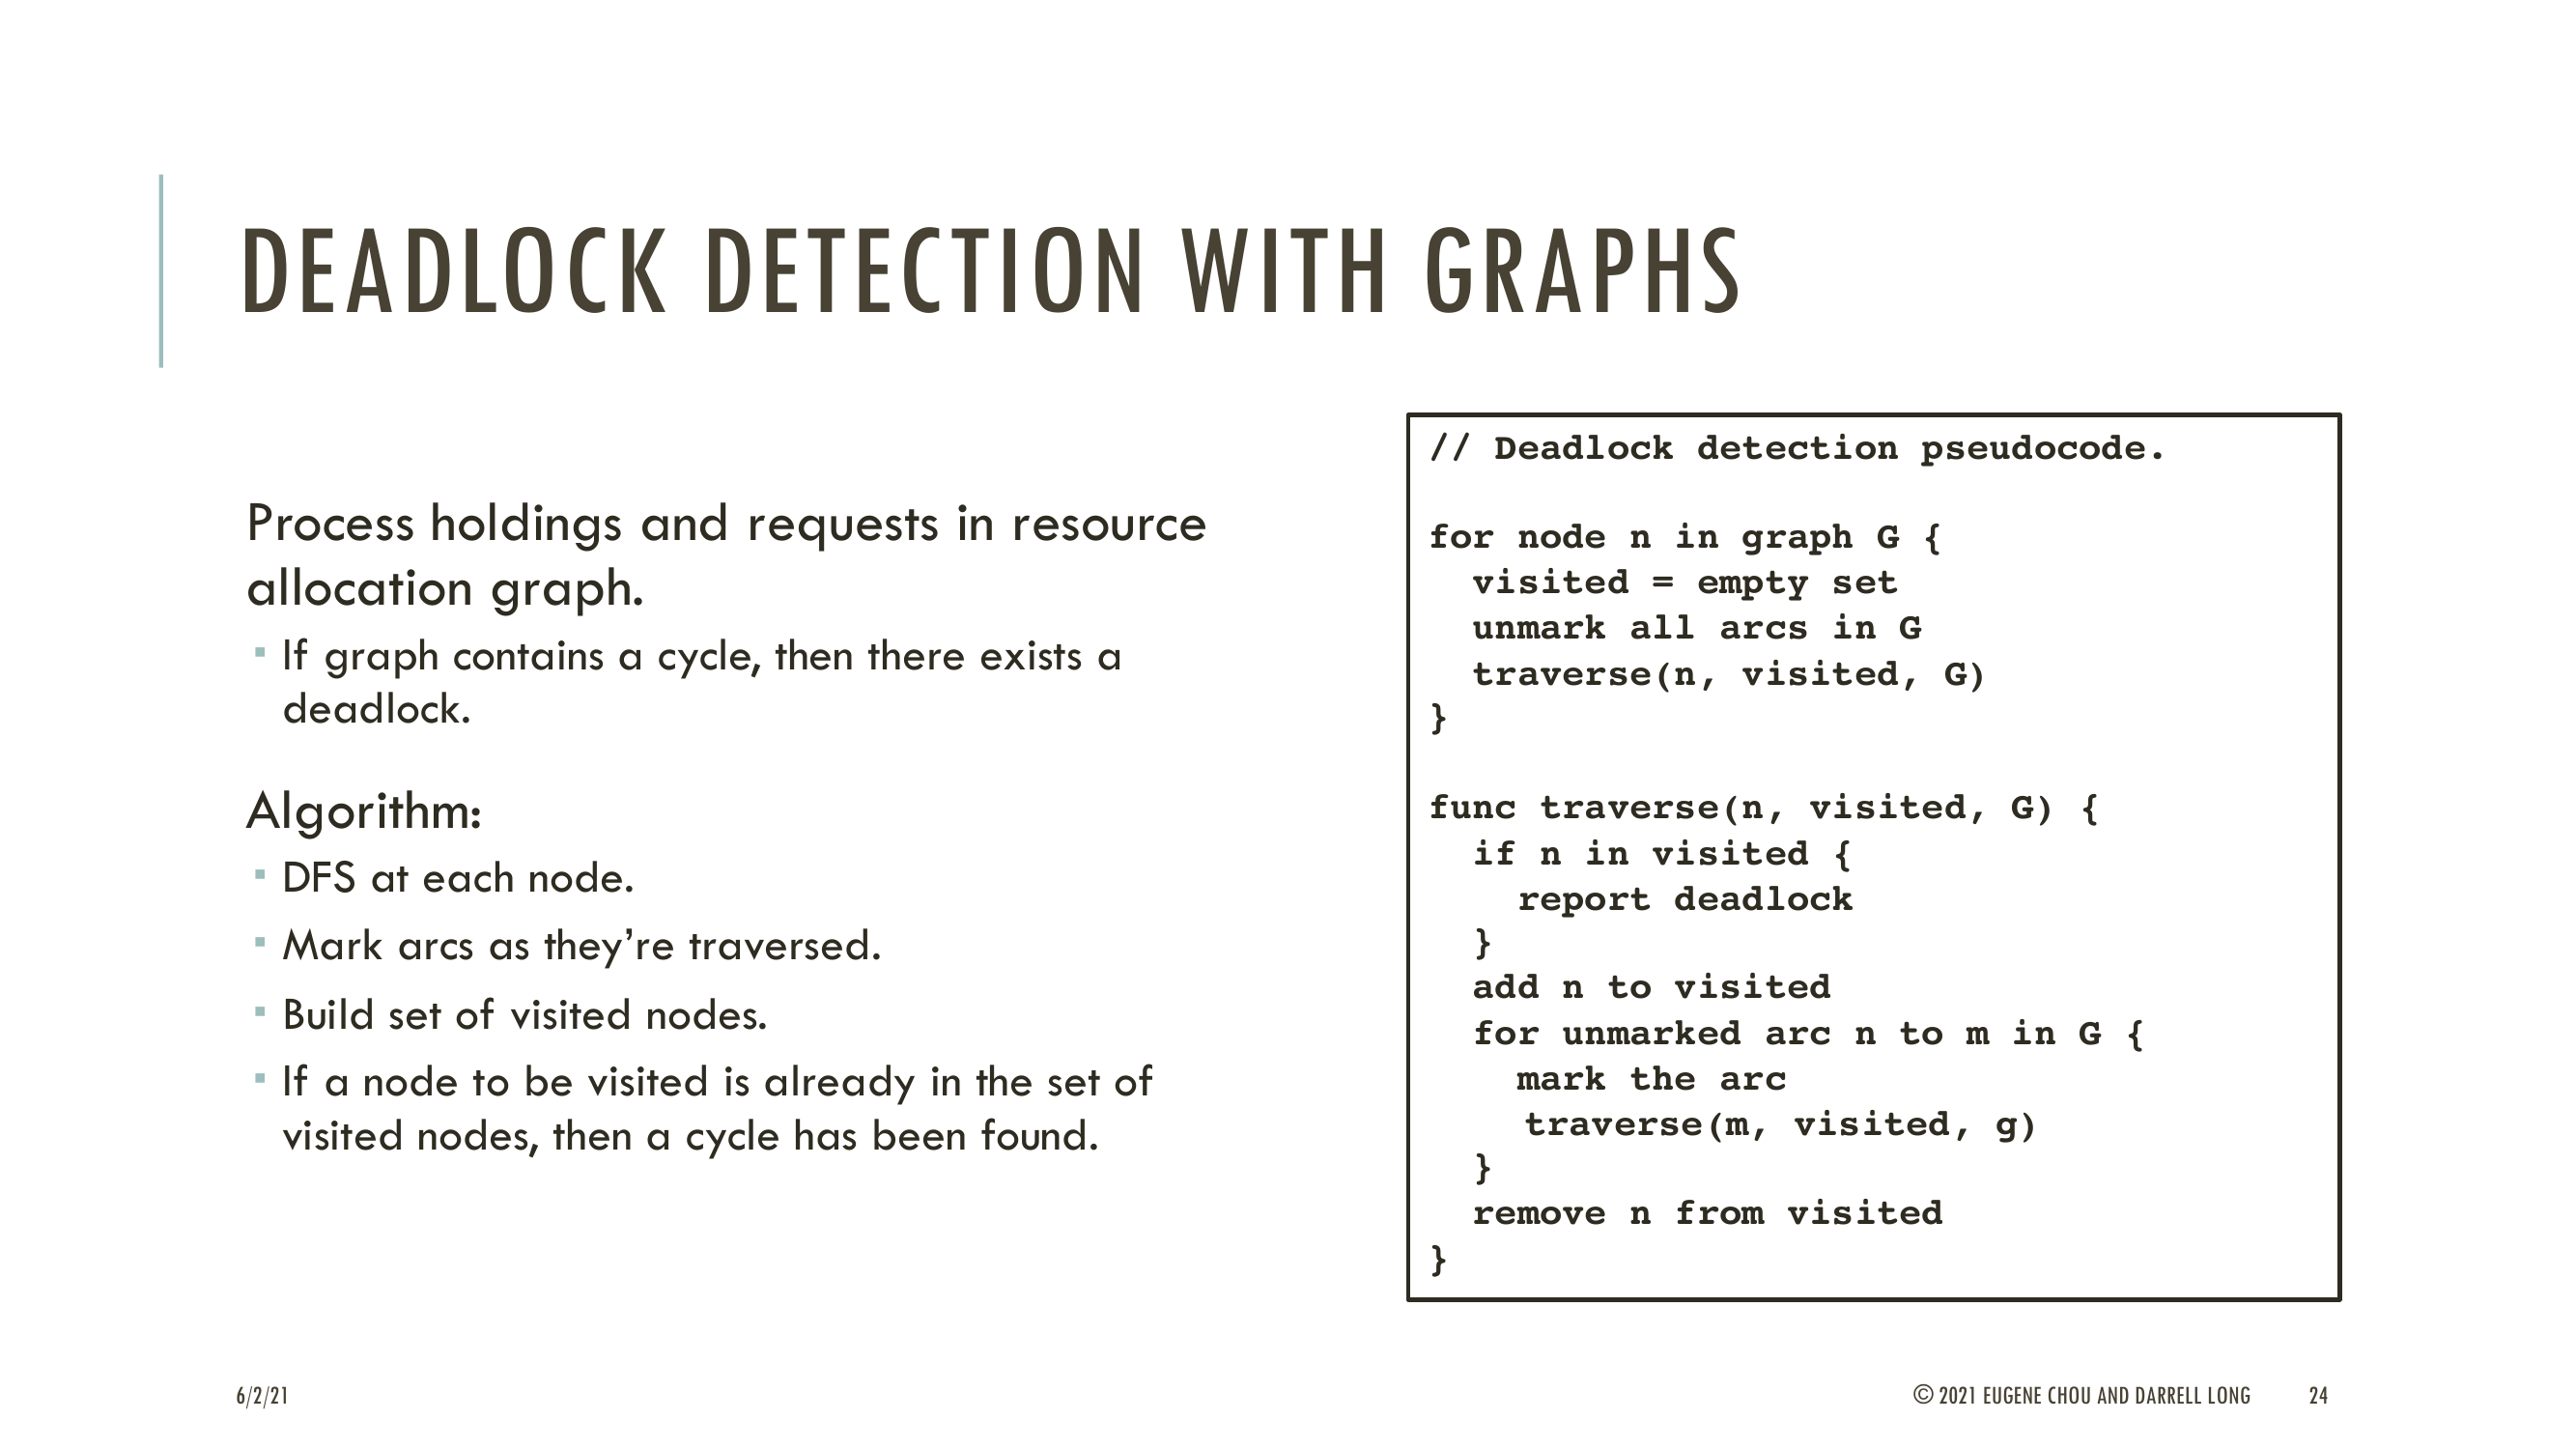 DEADLOCK DETECTION WITH GRAPHS
Process holdings and requests in resource
allocation graph.
▪ If graph contains a cycle, then there exists a
deadlock.
Algorithm:
▪ DFS at each node.
▪ Mark arcs as they’re traversed.
▪ Build set of visited nodes.
▪ If a node to be visited is already in the set of
visited nodes, then a cycle has been found.
// Deadlock detection pseudocode.
for node n in graph G {
  visited = empty set
  unmark all arcs in G
  traverse(n, visited, G)
}
func traverse(n, visited, G) {
  if n in visited {
    report deadlock
  }
  add n to visited
  for unmarked arc n to m in G {
    mark the arc
    traverse(m, visited, g)
  }
  remove n from visited
}
6/2/21
© 2021 EUGENE CHOU AND DARRELL LONG
24